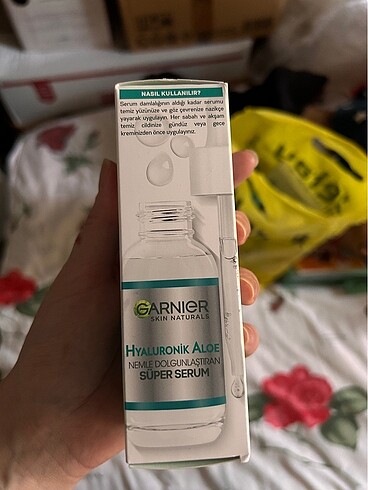 NASIL KULLANILIR?
Serum damlalığının aldığı kadar serumu
temiz yüzünüze ve göz çevrenize nazikçe
yayarak uygulayın. Her sabah ve akşam
temiz cildinize gündüz veya gece
kreminizden önce uygulayınız.
GARNIER
SKIN NATURALS
HYALURONİK ALOE
NEMLE DOLGUNLAŞTIRAN
SÜPER SERUM